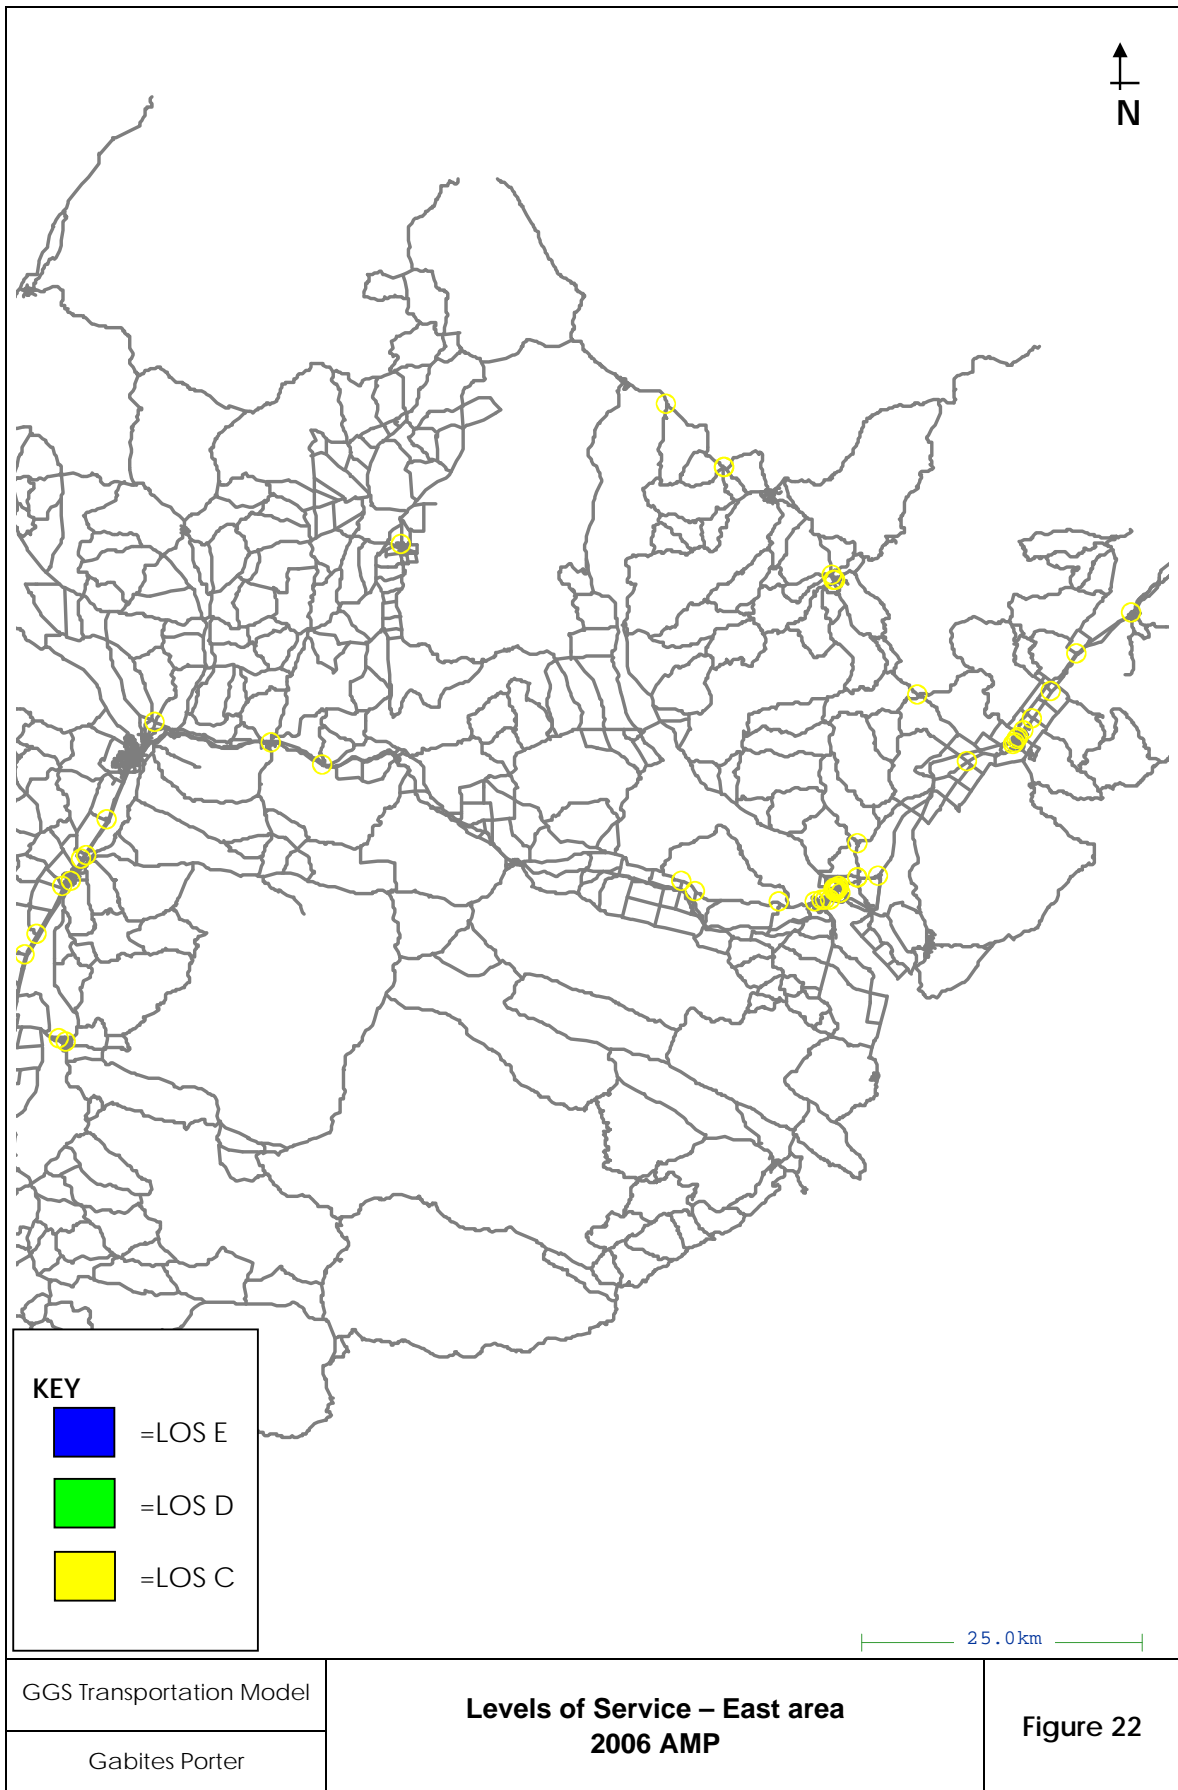 N
KEY
=LOS E
=LOS D
=LOS C
25.0km
GGS Transportation Model
Gabites Porter
Levels of Service – East area
2006 AMP
Figure 22